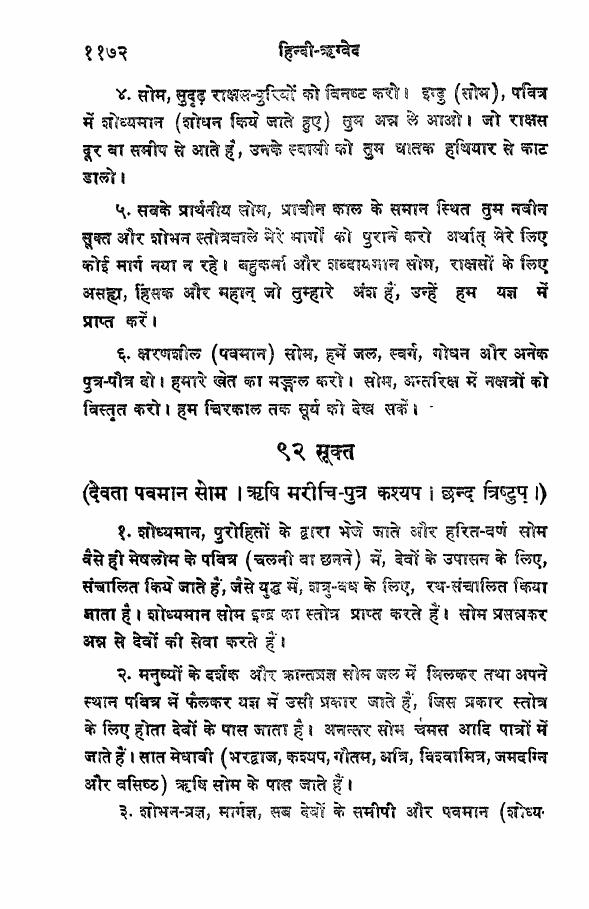 ११७२ हिन्दी-ऋग्वेद
४. सोम, सुदृढ़ राक्षस-पुरियों को विनष्ट करो। इन्दु (सोम), पवित्र
में शोध्यमान (शोधन किये जाते हुए) तुम अन्न ले आओ। जो राक्षस
दूर वा समीप से आते हैं, उनके स्वामी को तुम घातक हथियार से काट
डालो।
५. सबके प्रार्थनीय सोम, प्राचीन काल के समान स्थित तुम नवीन
सूक्त और शोभन स्तोत्रवाले मेरे मार्गों को पुराने करो अर्थात् मेरे लिए
कोई मार्ग नया न रहे। बहुकर्मा और शब्दायमान सोम, राक्षसों के लिए
असह्य, हिंसक और महान् जो तुम्हारे अंश हैं, उन्हें हम यज्ञ में
प्राप्त करें।
६. क्षरणशील (पवमान) सोम, हमें जल, स्वर्ग, गोधन और अनेक
पुत्र-पौत्र दो। हमारे खेत का मङ्गल करो। सोम, अन्तरिक्ष में नक्षत्रों को
विस्तृत करो। हम चिरकाल तक सूर्य को देख सकें।
९२ सूक्त
(देवता पवमान सोम। ऋषि मरीचि-पुत्र कश्यप। छन्द त्रिष्टुप्।)
१. शोध्यमान, पुरोहितों के द्वारा भेजे जाते और हरित-वर्ण सोम
वैसे ही मेषलोम के पवित्र (चलनी वा छनने) में, देवों के उपासन के लिए,
संचालित किये जाते हैं, जैसे युद्ध में, शत्रु-वध के लिए, रथ-संचालित किया
जाता है। शोध्यमान सोम इन्द्र का स्तोत्र प्राप्त करते हैं। सोम प्रसन्नकर
अन्न से देवों की सेवा करते हैं।
२. मनुष्यों के दर्शक और क्रान्तप्रज्ञ सोम जल में मिलकर तथा अपने
स्थान पवित्र में फैलकर यज्ञ में उसी प्रकार जाते हैं, जिस प्रकार स्तोत्र
के लिए होता देवों के पास जाता है। अनन्तर सोम चमस आदि पात्रों में
जाते हैं। सात मेधावी (भरद्वाज, कश्यप, गौतम, अत्रि, विश्वामित्र, जमदग्नि
और वसिष्ठ) ऋषि सोम के पास जाते हैं।
३. शोभन-प्रज्ञ, मार्गज्ञ, सब देवों के समीपी और पवमान (शोध्य-